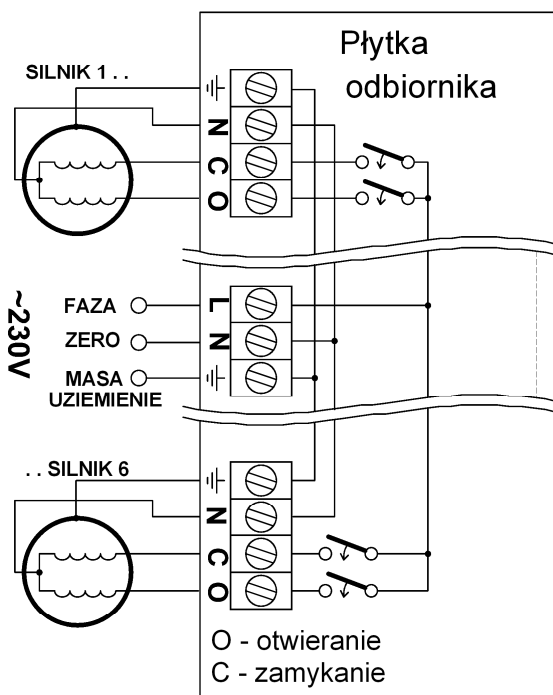 Płytka
odbiornika
SILNIK 1 . .
N
C
O
~230V
FAZA
L
ZERO
N
MASA
UZIEMIENIE
. . SILNIK 6
N
C
O
O - otwieranie
C - zamykanie